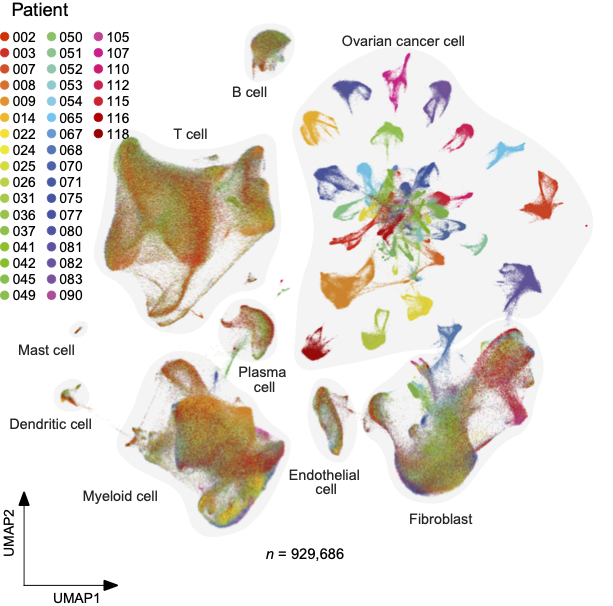 Patient
002 050 105
003 051 107
007 052 110
008 053 112
009 054 115
014 065 116
022 067 118
024 068
025 070
026 071
031 075
036 077
037 080
041 081
042 082
045 083
049 090
B cell
Ovarian cancer cell
T cell
Mast cell
Plasma
cell
Dendritic cell
Endothelial
cell
Myeloid cell
Fibroblast
n = 929,686
UMAP2
UMAP1